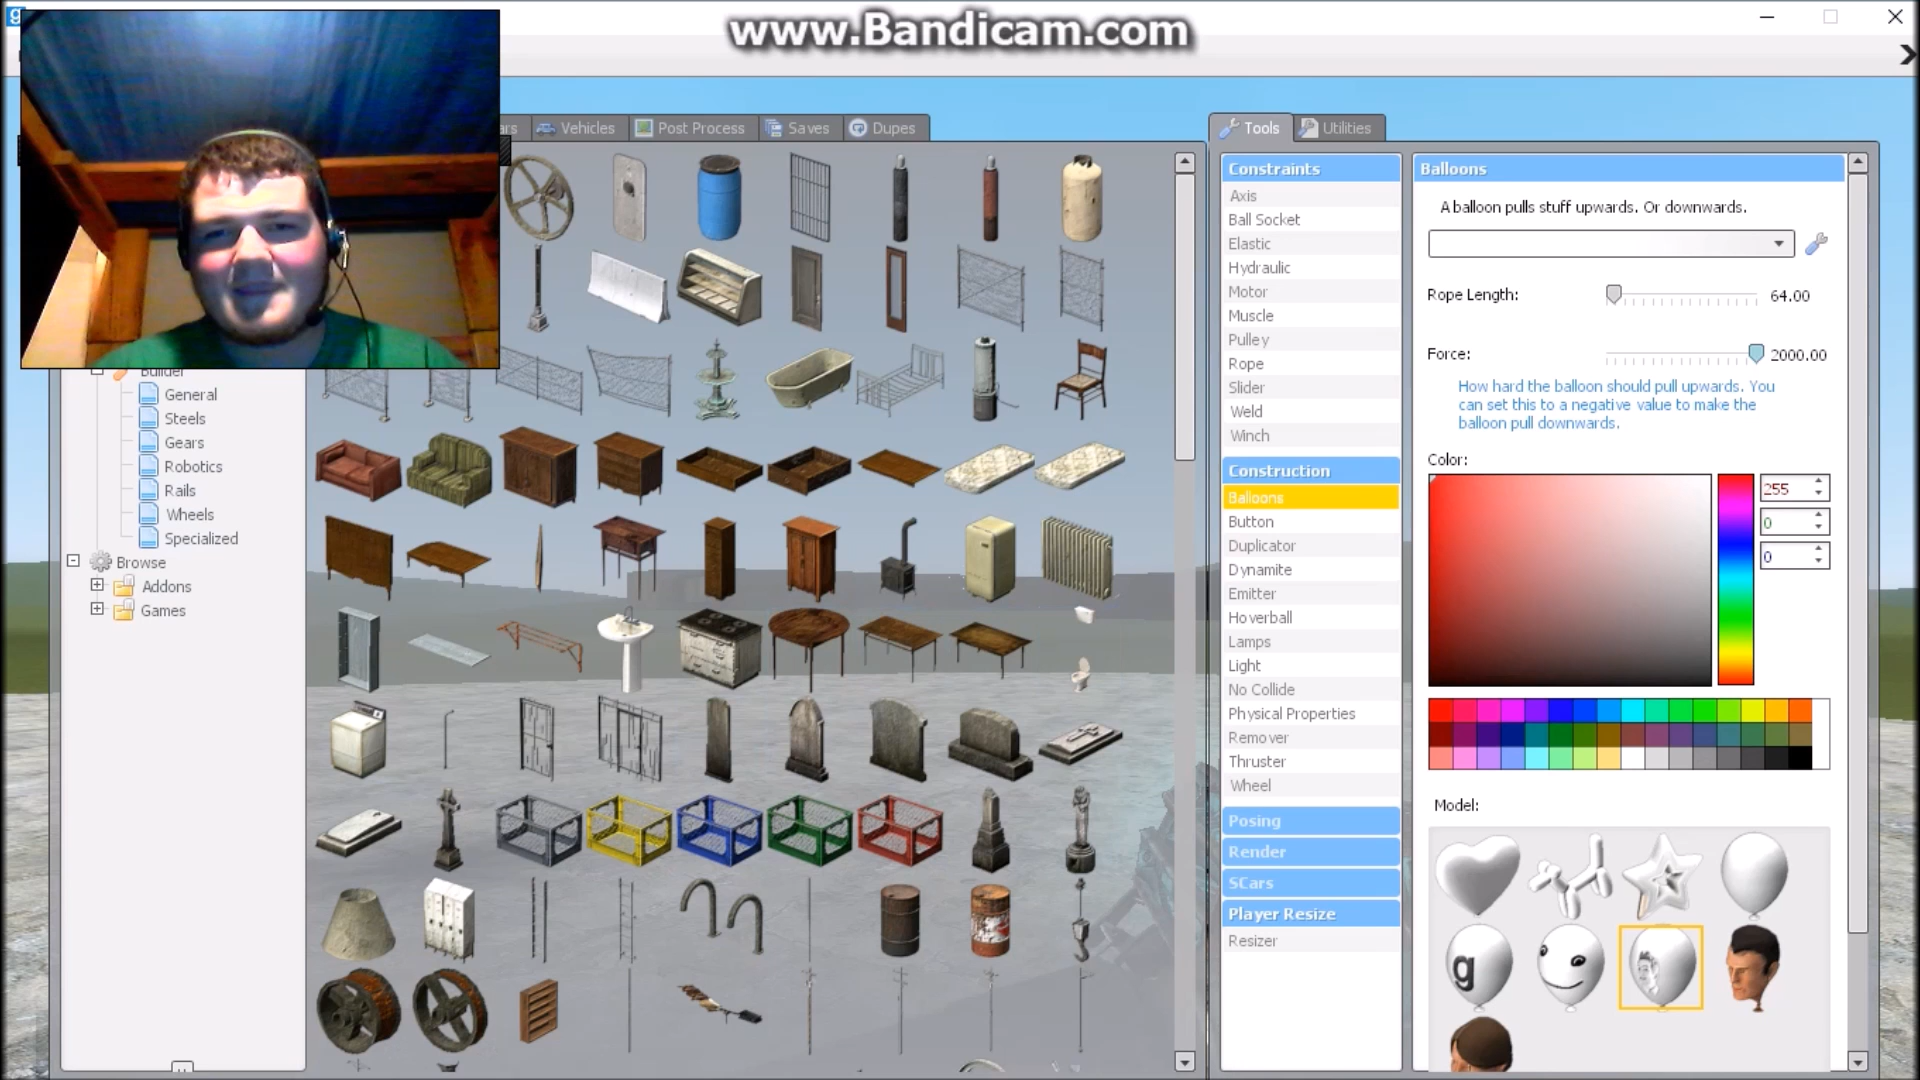 www.Bandicam.com
Vehicles
Post Process
Saves
Dupes
Tools
Utilities
General
Steels
Gears
Robotics
Rails
Wheels
Specialized
Browse
Addons
Games
Constraints
Axis
Ball Socket
Elastic
Hydraulic
Motor
Muscle
Pulley
Rope
Slider
Weld
Winch
Construction
Balloons
Button
Duplicator
Dynamite
Emitter
Hoverball
Lamps
Light
No Collide
Physical Properties
Remover
Thruster
Wheel
Posing
Render
SCars
Player Resize
Resizer
Balloons
A balloon pulls stuff upwards. Or downwards.
Rope Length: 64.00
Force: 2000.00
How hard the balloon should pull upwards. You
can set this to a negative value to make the
balloon pull downwards.
Color:
255
0
0
Model:
g